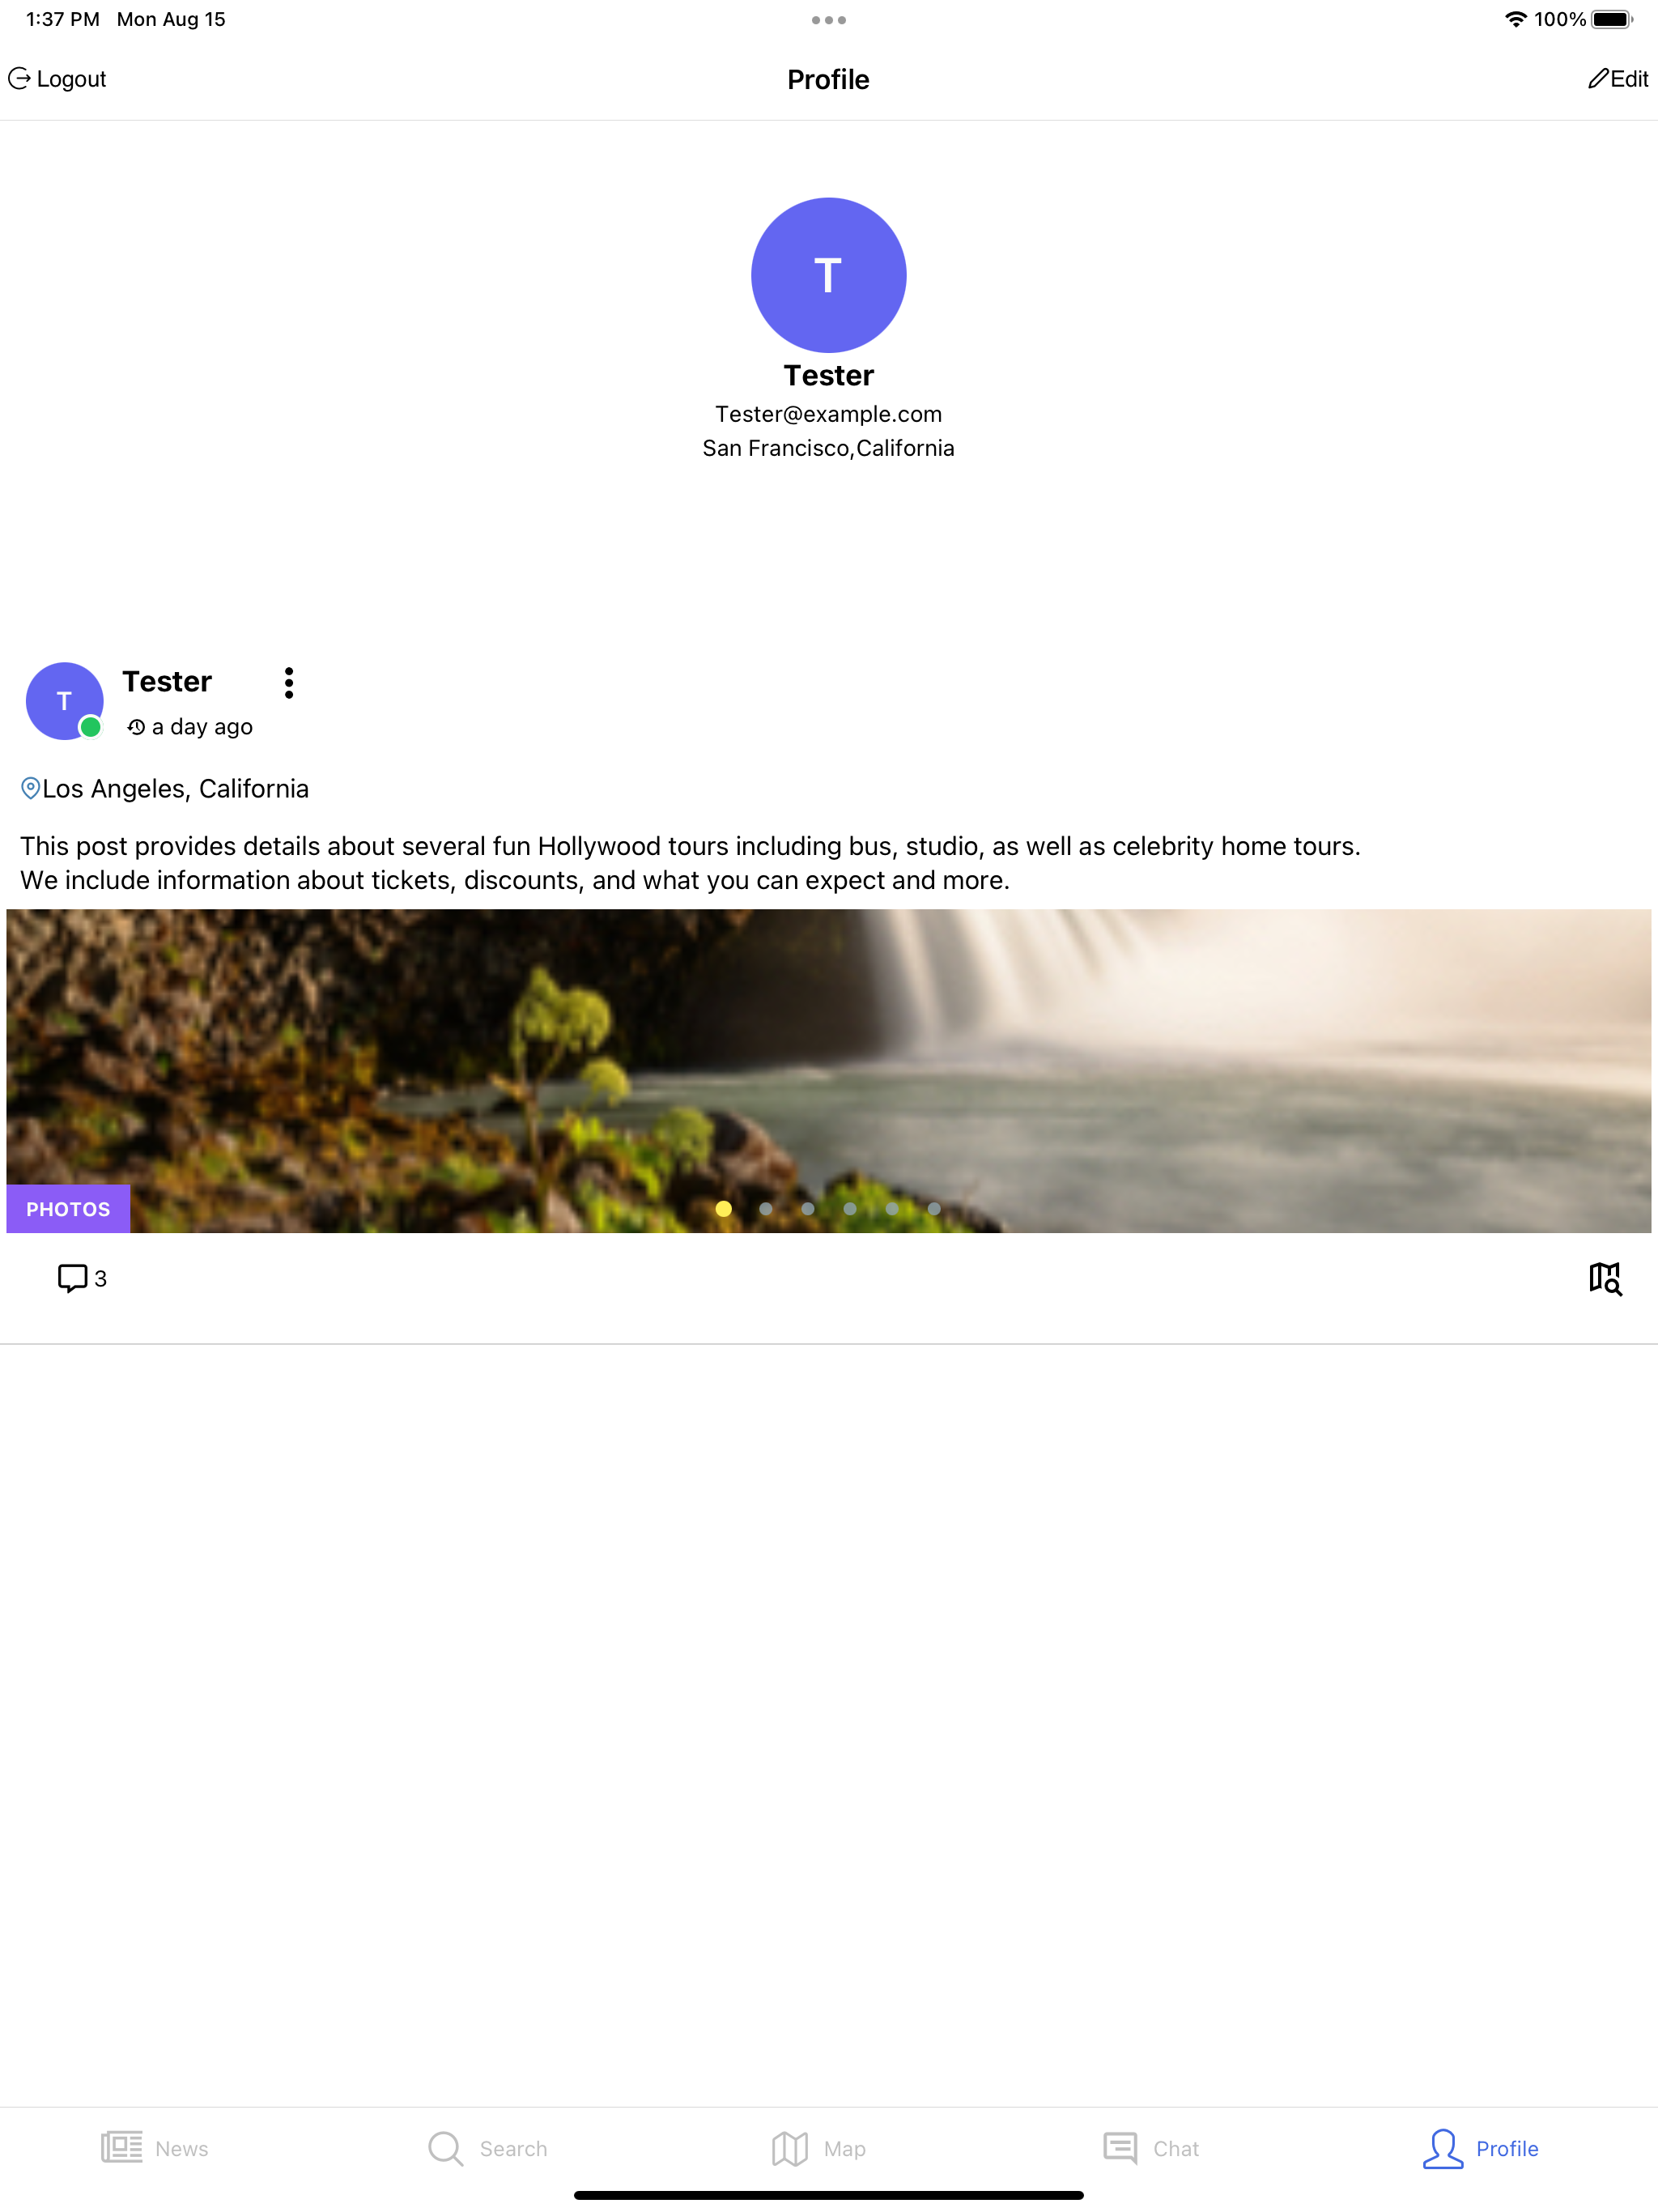 1:37 PM Mon Aug 15
100%
Logout
Profile
Edit
T
Tester
Tester@example.com
San Francisco,California
T
Tester
a day ago
Los Angeles, California
This post provides details about several fun Hollywood tours including bus, studio, as well as celebrity home tours.
We include information about tickets, discounts, and what you can expect and more.
PHOTOS
3
News
Search
Map
Chat
Profile